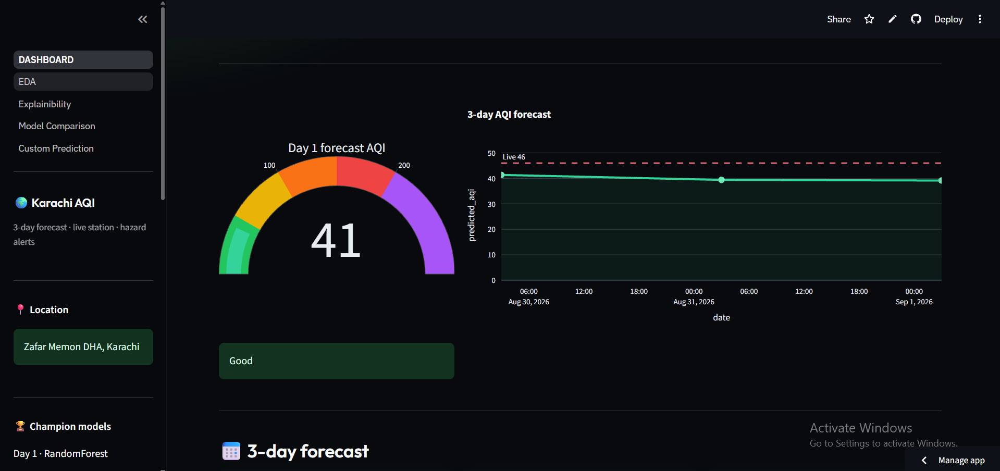 Share
Deploy
DASHBOARD
EDA
Explainibility
Model Comparison
Custom Prediction
Karachi AQI
3-day forecast · live station · hazard
alerts
Location
Zafar Memon DHA, Karachi
Champion models
Day 1 · RandomForest
Day 1 forecast AQI
100
200
41
Good
3-day AQI forecast
Live 46
50
40
30
20
10
0
predicted_aqi
06:00 12:00 18:00 00:00 06:00 12:00 18:00 00:00
Aug 30, 2026 Aug 31, 2026 Sep 1, 2026
date
3-day forecast
Activate Windows
Go to Settings to activate Windows.
Manage app